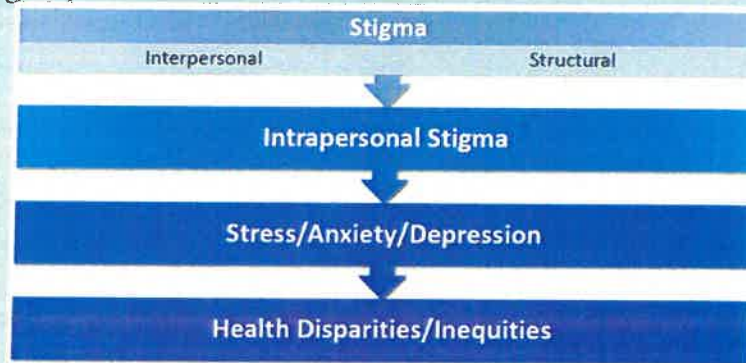 Stigma
Interpersonal Structural
Intrapersonal Stigma
Stress/Anxiety/Depression
Health Disparities/Inequities